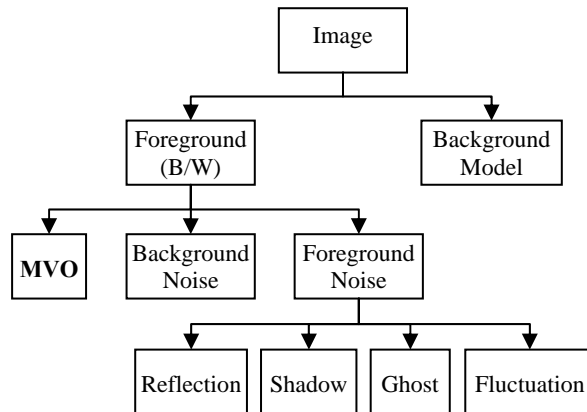 Image
Foreground
(B/W)
Background
Model
MVO
Background
Noise
Foreground
Noise
Reflection
Shadow
Ghost
Fluctuation